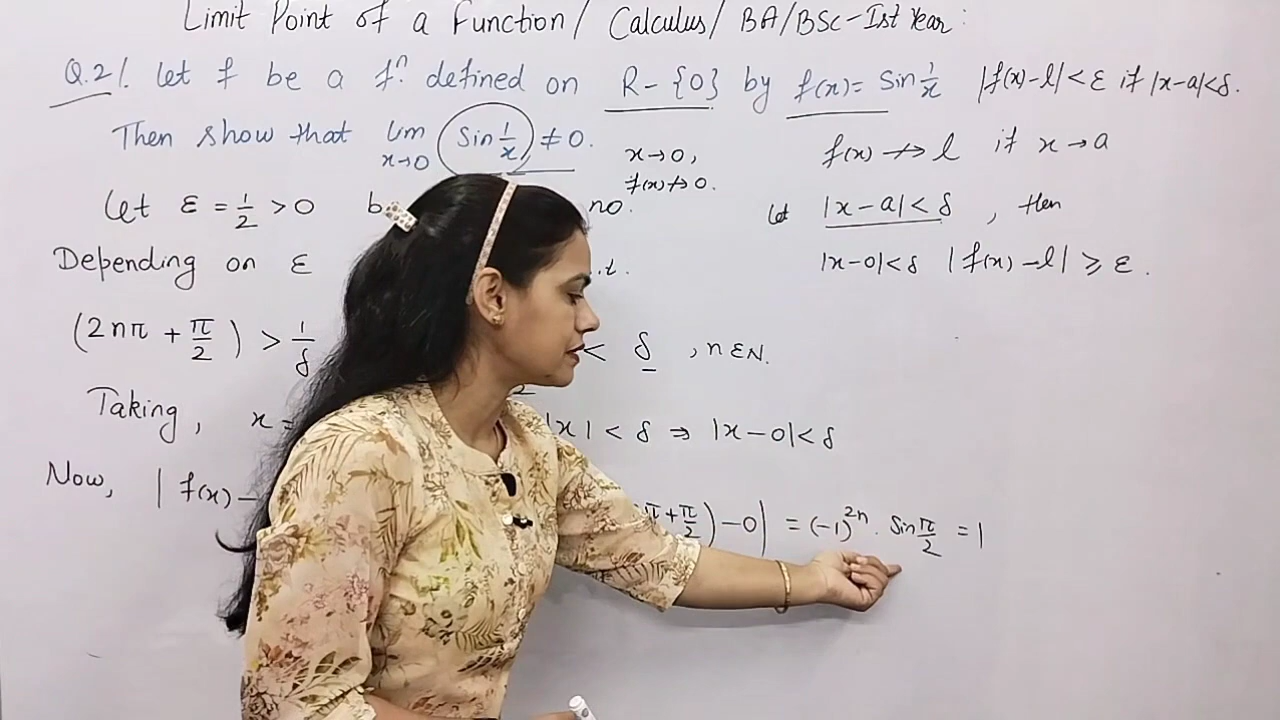 Limit Point of a Function / Calculus / BA/BSc-Ist Year:
Q.2/. Let f be a fⁿ. defined on R-{0} by f(x)= Sin 1/x |f(x)-l|<ε if |x-a|<δ.
Then show that lim x→0 Sin 1/x ≠ 0. x→0, f(x)↛0.
f(x) ↛ l if x→a
Let ε = 1/2 > 0 b no.
Let |x-a| < δ, then
Depending on ε .t.
|x-0|<δ |f(x)-l| ⩾ ε.
(2nπ + π/2) > 1/δ < δ, n∈N.
Taking, x = |x| < δ ⇒ |x-0| < δ
Now, | f(x)- π+π/2)-0| = (-1)^2n . Sin π/2 = 1